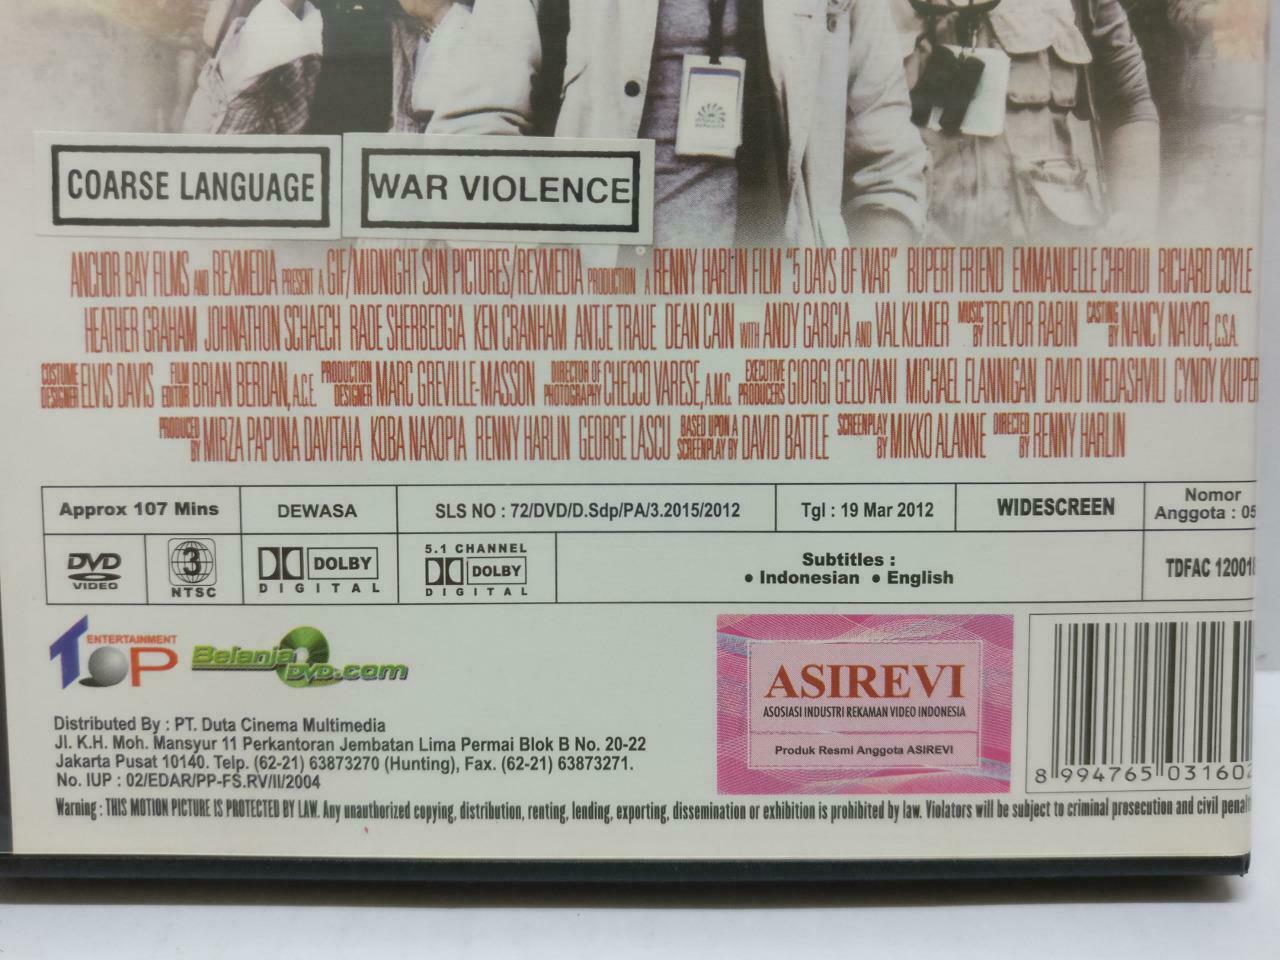 COARSE LANGUAGE
WAR VIOLENCE
ANCHOR BAY FILMS AND REXMEDIA PRESENT A GIF/MIDNIGHT SUN PICTURES/REXMEDIA PRODUCTION A RENNY HARLIN FILM "5 DAYS OF WAR" RUPERT FRIEND EMMANUELLE CHRIQUI RICHARD COYLE
HEATHER GRAHAM JOHNATHON SCHAECH RADE SHERBEDGIA KEN CRANHAM ANTJE TRAUE DEAN CAIN WITH ANDY GARCIA AND VAL KILMER MUSIC BY TREVOR RABIN CASTING BY NANCY NAYOR, C.S.A.
COSTUME DESIGNER ELVIS DAVIS FILM EDITOR BRIAN BERDAN, A.C.E. PRODUCTION DESIGNER MARC GREVILLE-MASSON DIRECTOR OF PHOTOGRAPHY CHECCO VARESE, A.M.C. EXECUTIVE PRODUCERS GIORGI GELOVANI MICHAEL FLANNIGAN DAVID IMEDASHVILI CYNDY KUIPE
PRODUCED BY MIRZA PAPUNA DAVITAIA KOBA NAKOPIA RENNY HARLIN GEORGE LASCU BASED UPON A SCREENPLAY BY DAVID BATTLE SCREENPLAY BY MIKKO ALANNE DIRECTED BY RENNY HARLIN
Approx 107 Mins
DEWASA
SLS NO : 72/DVD/D.Sdp/PA/3.2015/2012
Tgl : 19 Mar 2012
WIDESCREEN
Nomor
Anggota : 05
DVD
VIDEO
3
NTSC
DOLBY
DIGITAL
5.1 CHANNEL
DOLBY
DIGITAL
Subtitles :
• Indonesian • English
TDFAC 12001
TOP ENTERTAINMENT
BelanjaDVD.com
ASIREVI
ASOSIASI INDUSTRI REKAMAN VIDEO INDONESIA
Produk Resmi Anggota ASIREVI
Distributed By : PT. Duta Cinema Multimedia
Jl. K.H. Moh. Mansyur 11 Perkantoran Jembatan Lima Permai Blok B No. 20-22
Jakarta Pusat 10140. Telp. (62-21) 63873270 (Hunting), Fax. (62-21) 63873271.
No. IUP : 02/EDAR/PP-FS.RV/II/2004
8 994765 031602
Warning : THIS MOTION PICTURE IS PROTECTED BY LAW. Any unauthorized copying, distribution, renting, lending, exporting, dissemination or exhibition is prohibited by law. Violators will be subject to criminal prosecution and civil penal